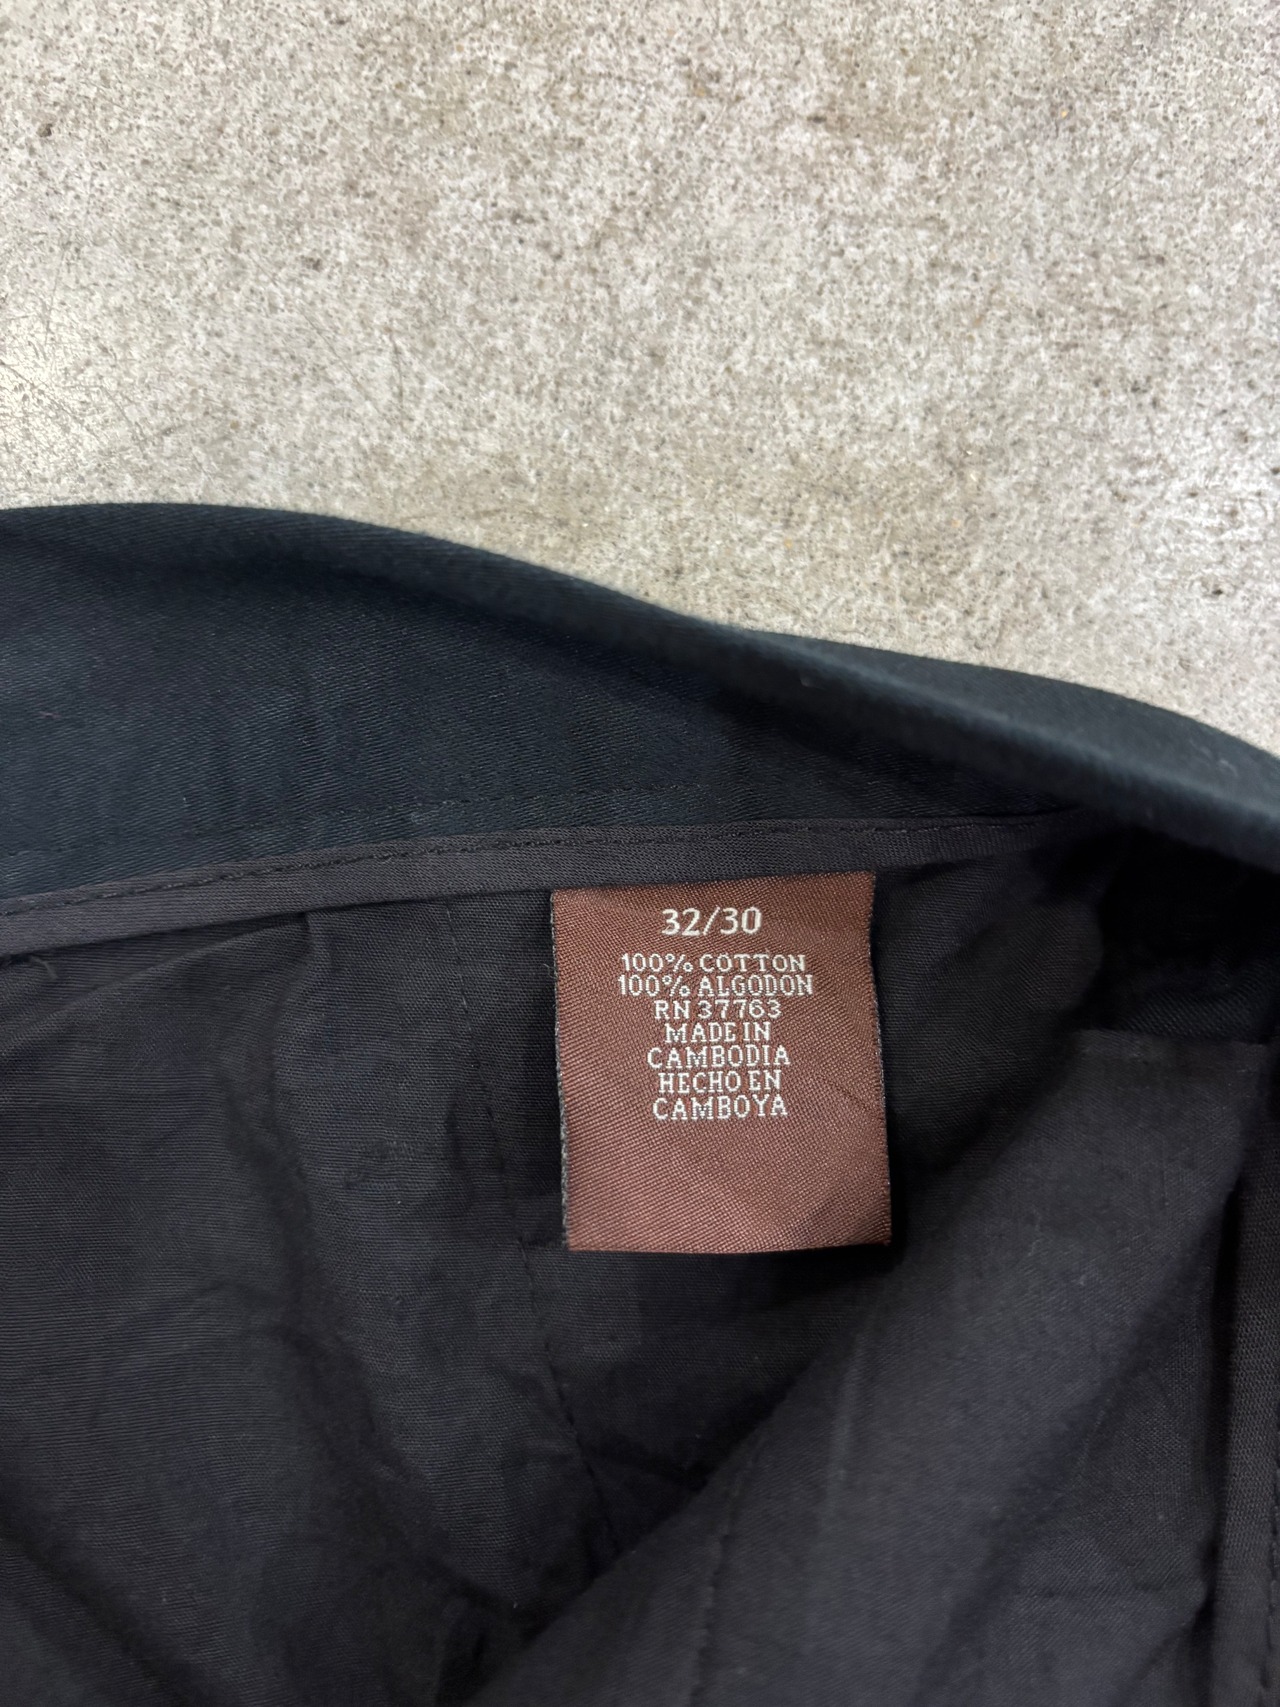 32/30
100% COTTON
100% ALGODON
RN 37763
MADE IN
CAMBODIA
HECHO EN
CAMBOYA